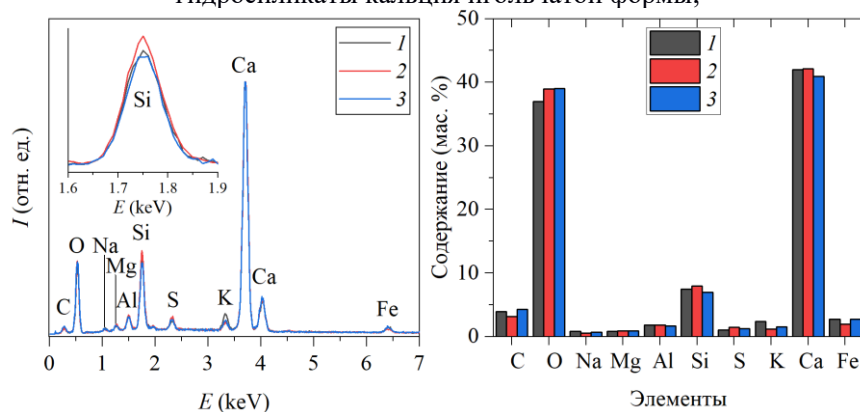 Гидросиликаты кальция игольчатой формы;
Si
1
2
3
1.6 1.7 1.8 1.9
E (keV)
Ca
I (отн. ед.)
O
Na
Si
Mg
C
Al
S
K
Ca
Fe
0 1 2 3 4 5 6 7
E (keV)
1
2
3
Содержание (мас. %)
50
40
30
20
10
0
C O Na Mg Al Si S K Ca Fe
Элементы